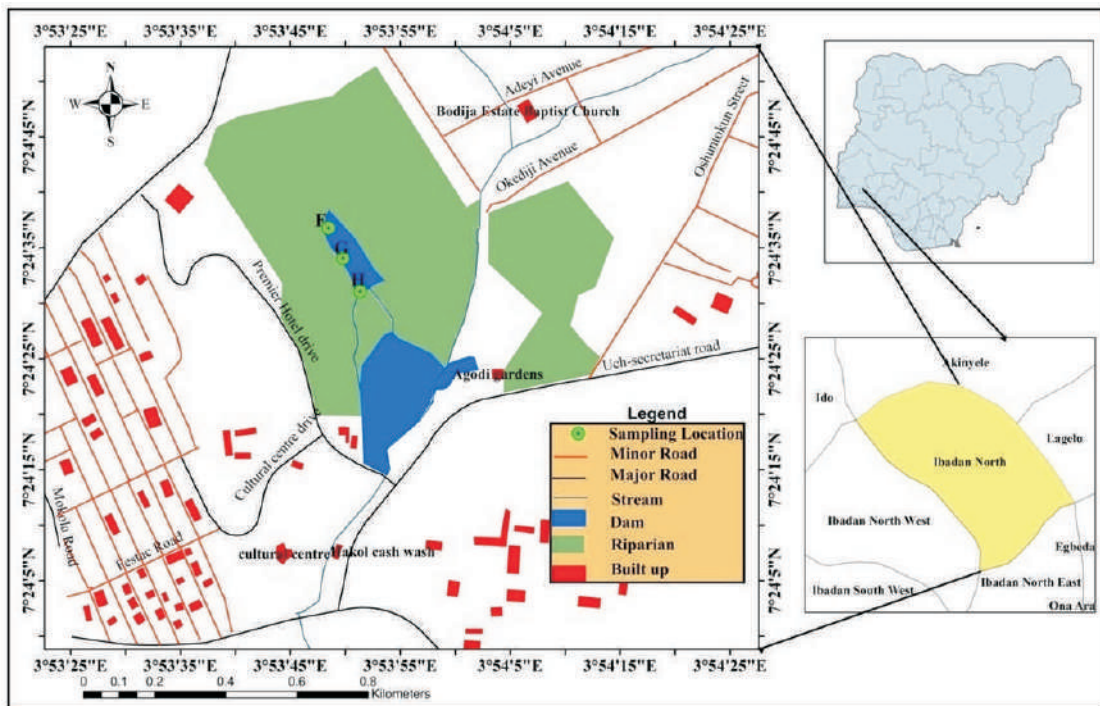 3°53'25"E 3°53'35"E 3°53'45"E 3°53'55"E 3°54'5"E 3°54'15"E 3°54'25"E
N
W E
S
7°24'45"N
7°24'35"N
7°24'25"N
7°24'15"N
7°24'5"N
Adeyi Avenue
Bodija Estate Baptist Church
Okediji Avenue
Oshuntokun Street
F
G
H
Premier Hotel drive
Uch-secretariat road
Agodi gardens
Cultural centre drive
Mokola Road
Festac Road
cultural centre
Wakol cash wash
Legend
Sampling Location
Minor Road
Major Road
Stream
Dam
Riparian
Built up
7°24'45"N
7°24'35"N
7°24'25"N
7°24'15"N
7°24'5"N
3°53'25"E 3°53'35"E 3°53'45"E 3°53'55"E 3°54'5"E 3°54'15"E 3°54'25"E
0 0.1 0.2 0.4 0.6 0.8
Kilometers
Akinyele
Ido
Lagelu
Ibadan North
Ibadan North West
Egbeda
Ibadan South West
Ibadan North East
Ona Ara